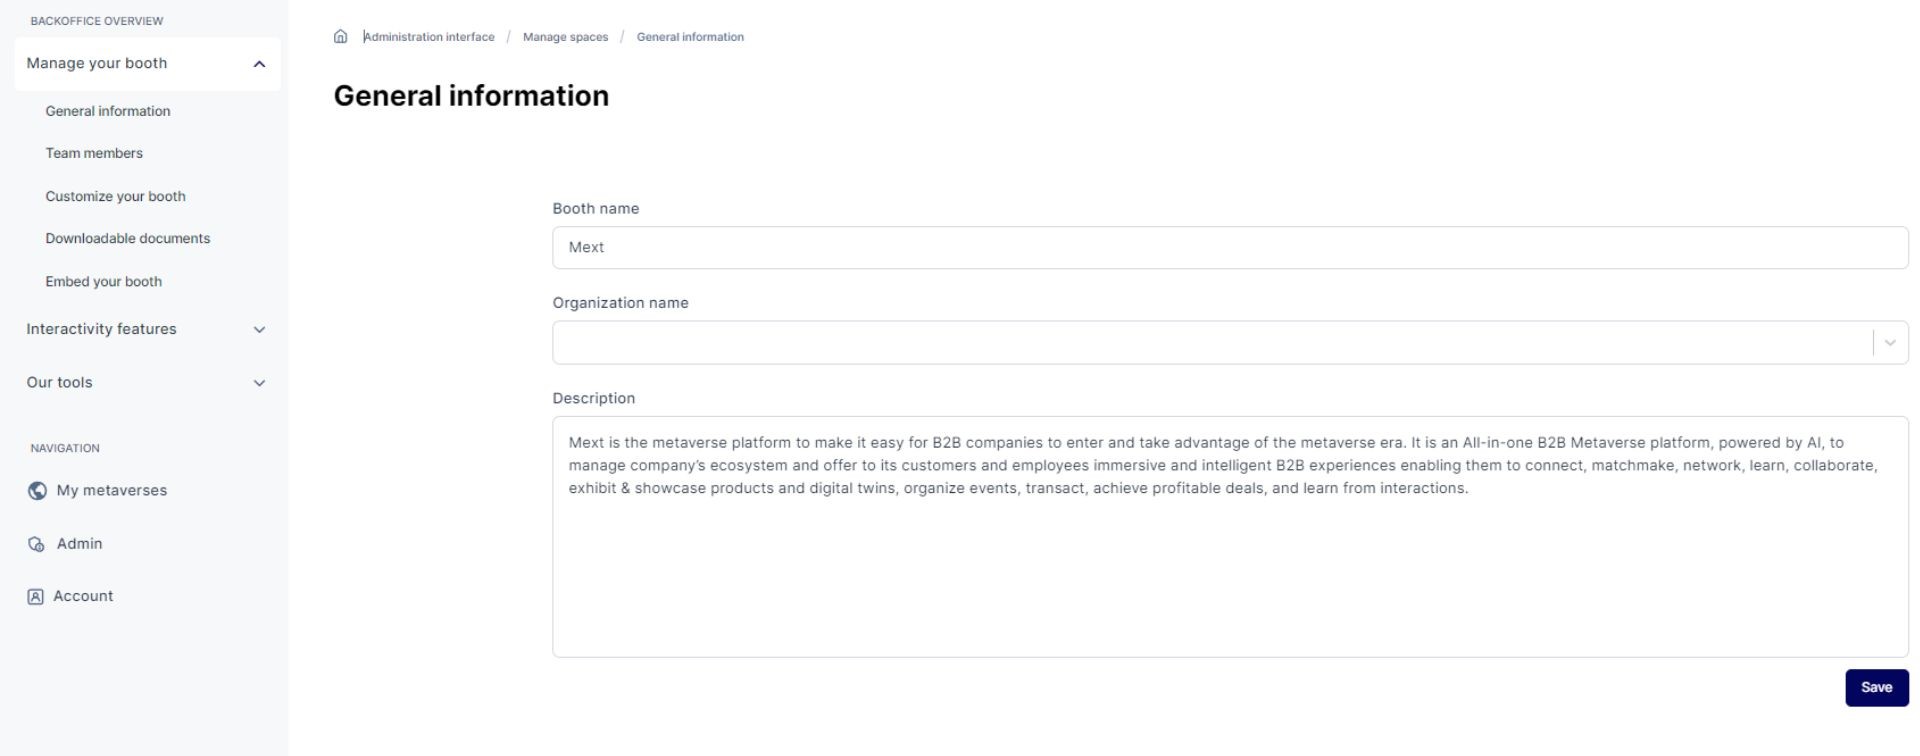 BACKOFFICE OVERVIEW
Manage your booth
General information
Team members
Customize your booth
Downloadable documents
Embed your booth
Interactivity features
Our tools
NAVIGATION
My metaverses
Admin
Account
Administration interface / Manage spaces / General information
General information
Booth name
Mext
Organization name
Description
Mext is the metaverse platform to make it easy for B2B companies to enter and take advantage of the metaverse era. It is an All-in-one B2B Metaverse platform, powered by AI, to
manage company's ecosystem and offer to its customers and employees immersive and intelligent B2B experiences enabling them to connect, matchmake, network, learn, collaborate,
exhibit & showcase products and digital twins, organize events, transact, achieve profitable deals, and learn from interactions.
Save